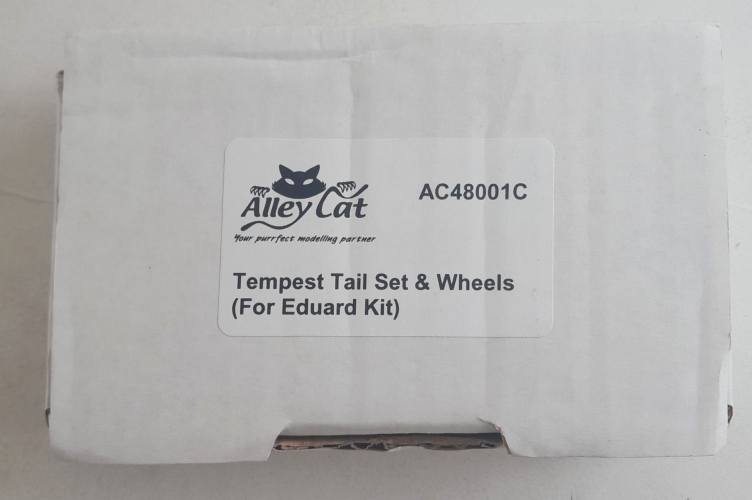 Alley Cat
Your purrfect modelling partner
AC48001C
Tempest Tail Set & Wheels
(For Eduard Kit)